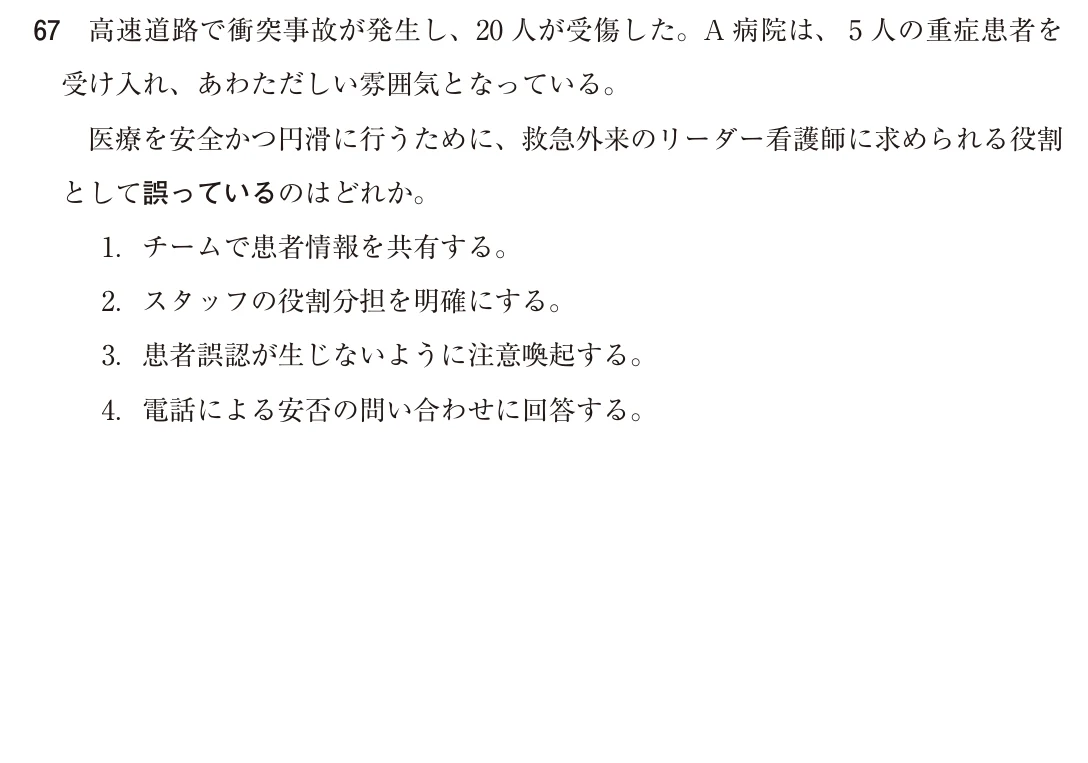 67 高速道路で衝突事故が発生し、20 人が受傷した。A 病院は、5 人の重症患者を
受け入れ、あわただしい雰囲気となっている。
医療を安全かつ円滑に行うために、救急外来のリーダー看護師に求められる役割
として誤っているのはどれか。
1. チームで患者情報を共有する。
2. スタッフの役割分担を明確にする。
3. 患者誤認が生じないように注意喚起する。
4. 電話による安否の問い合わせに回答する。